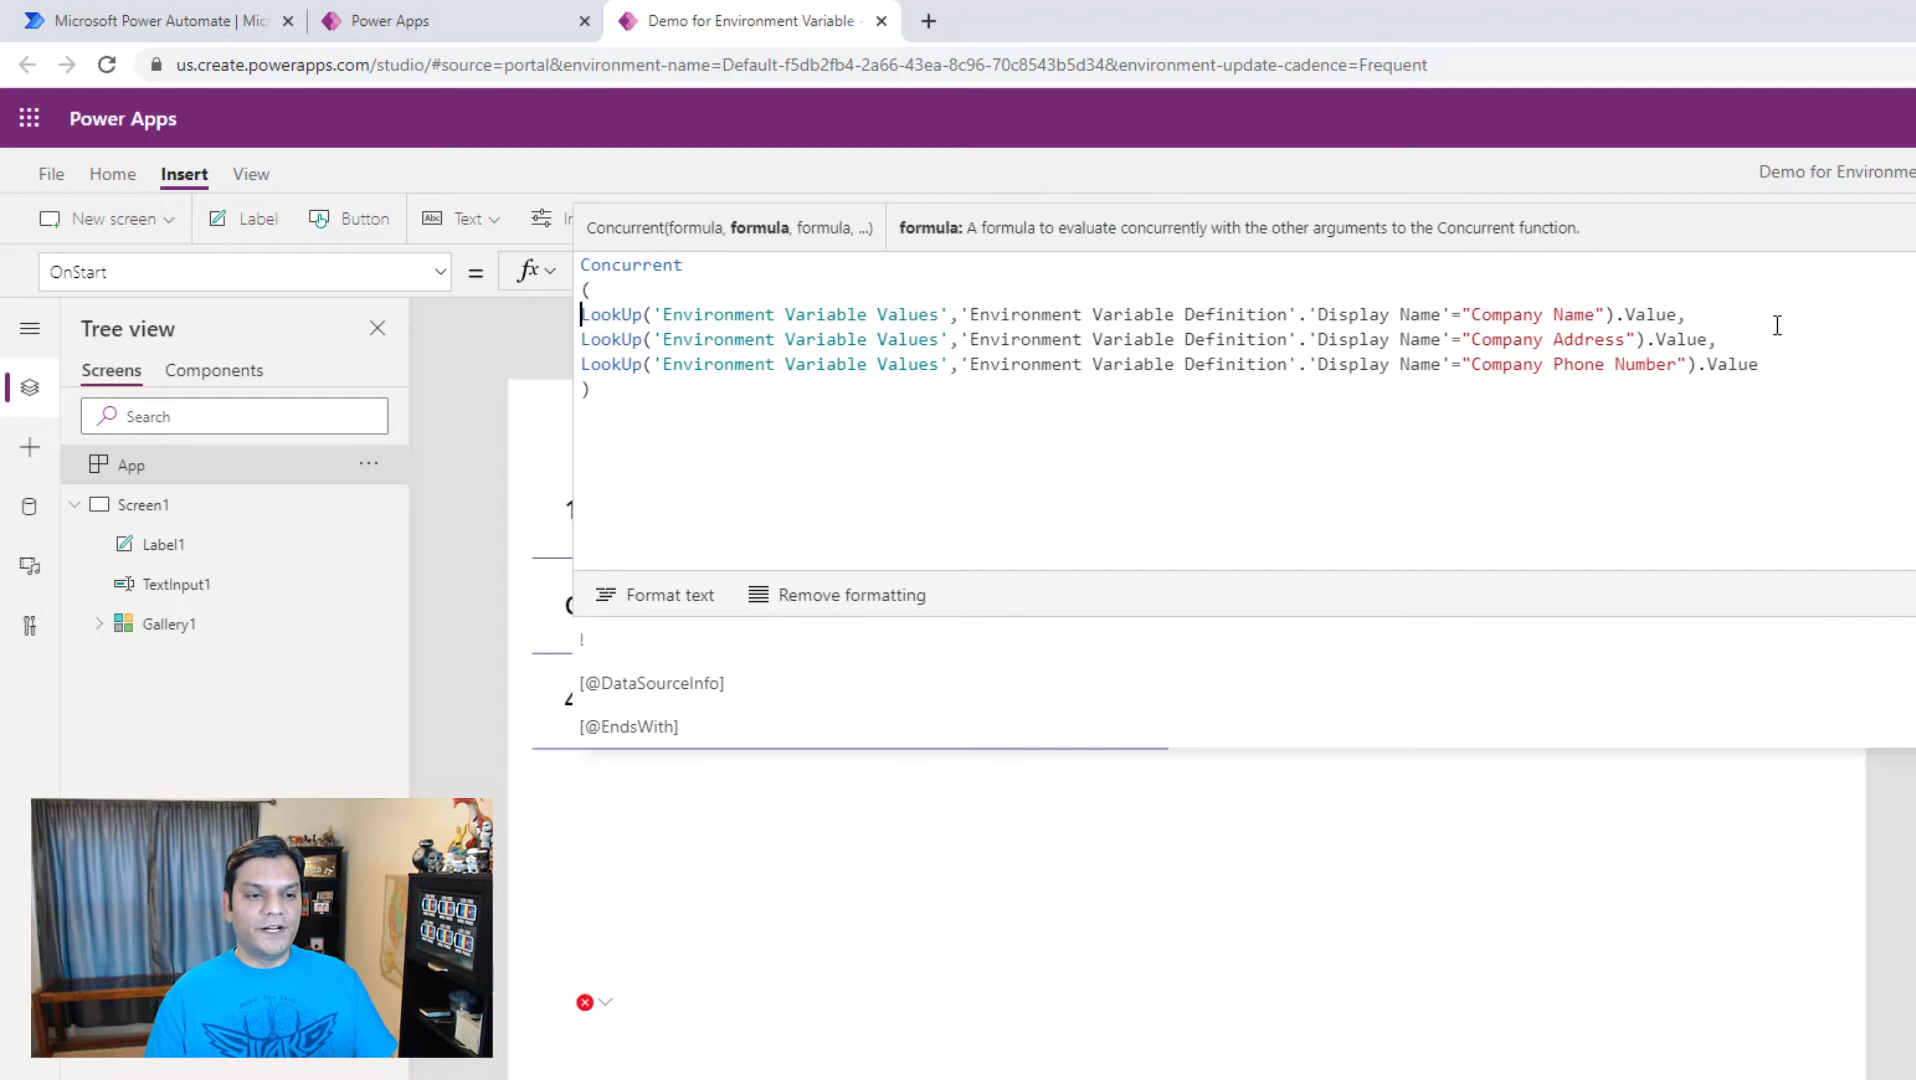 Microsoft Power Automate | Mic
Power Apps
Demo for Environment Variable -
us.create.powerapps.com/studio/#source=portal&environment-name=Default-f5db2fb4-2a66-43ea-8c96-70c8543b5d34&environment-update-cadence=Frequent
Power Apps
File Home Insert View
Demo for Environme
New screen Label Button Text In
Concurrent(formula, formula, formula, ...)
formula: A formula to evaluate concurrently with the other arguments to the Concurrent function.
OnStart = fx
Concurrent
(
LookUp('Environment Variable Values','Environment Variable Definition'.'Display Name'="Company Name").Value,
LookUp('Environment Variable Values','Environment Variable Definition'.'Display Name'="Company Address").Value,
LookUp('Environment Variable Values','Environment Variable Definition'.'Display Name'="Company Phone Number").Value
)
Tree view
Screens Components
Search
App
Screen1
Label1
TextInput1
Gallery1
Format text Remove formatting
!
[@DataSourceInfo]
[@EndsWith]